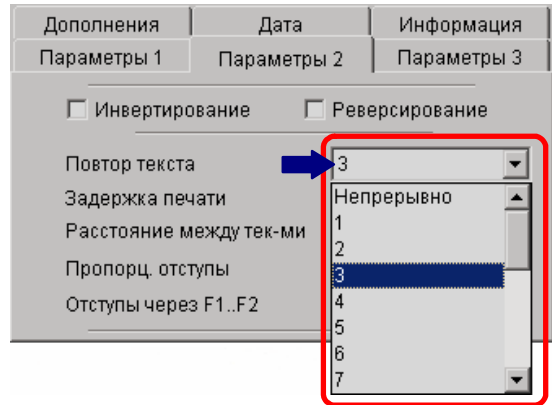 Дополнения Дата Информация
Параметры 1 Параметры 2 Параметры 3
Инвертирование Реверсирование
Повтор текста 3
Задержка печати Непрерывно
1
Расстояние между тек-ми
2
Пропорц. отступы 3
Отступы через F1..F2 4
5
6
7